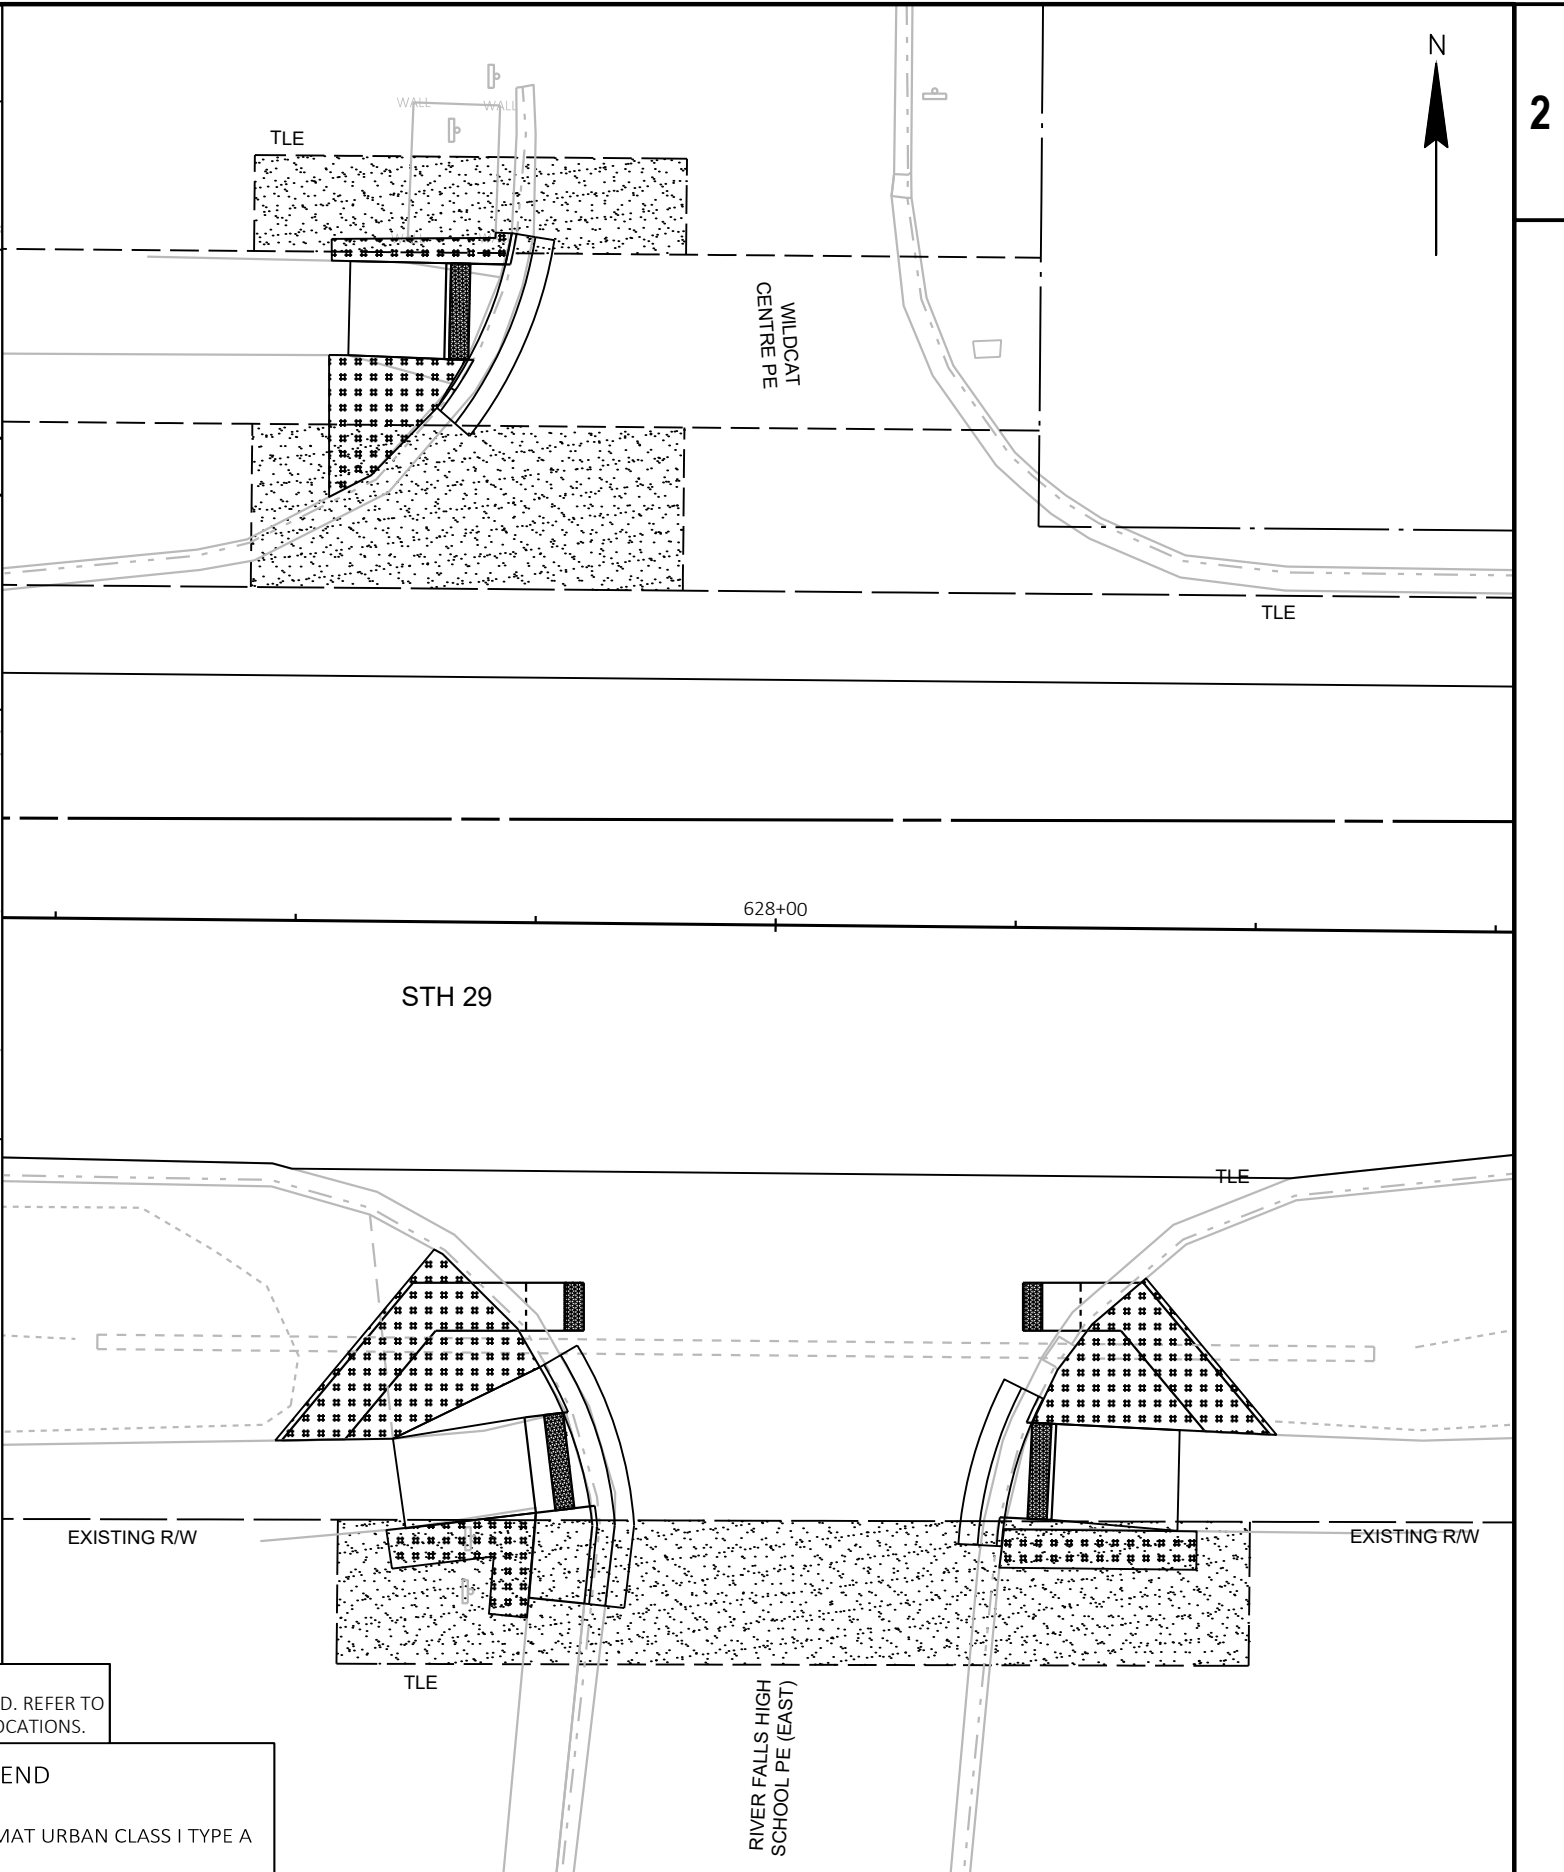 N
2
WALL
WALL
TLE
WILDCAT
CENTRE PE
TLE
628+00
STH 29
TLE
EXISTING R/W
EXISTING R/W
TLE
RIVER FALLS HIGH
SCHOOL PE (EAST)
D. REFER TO
OCATIONS.
END
MAT URBAN CLASS I TYPE A